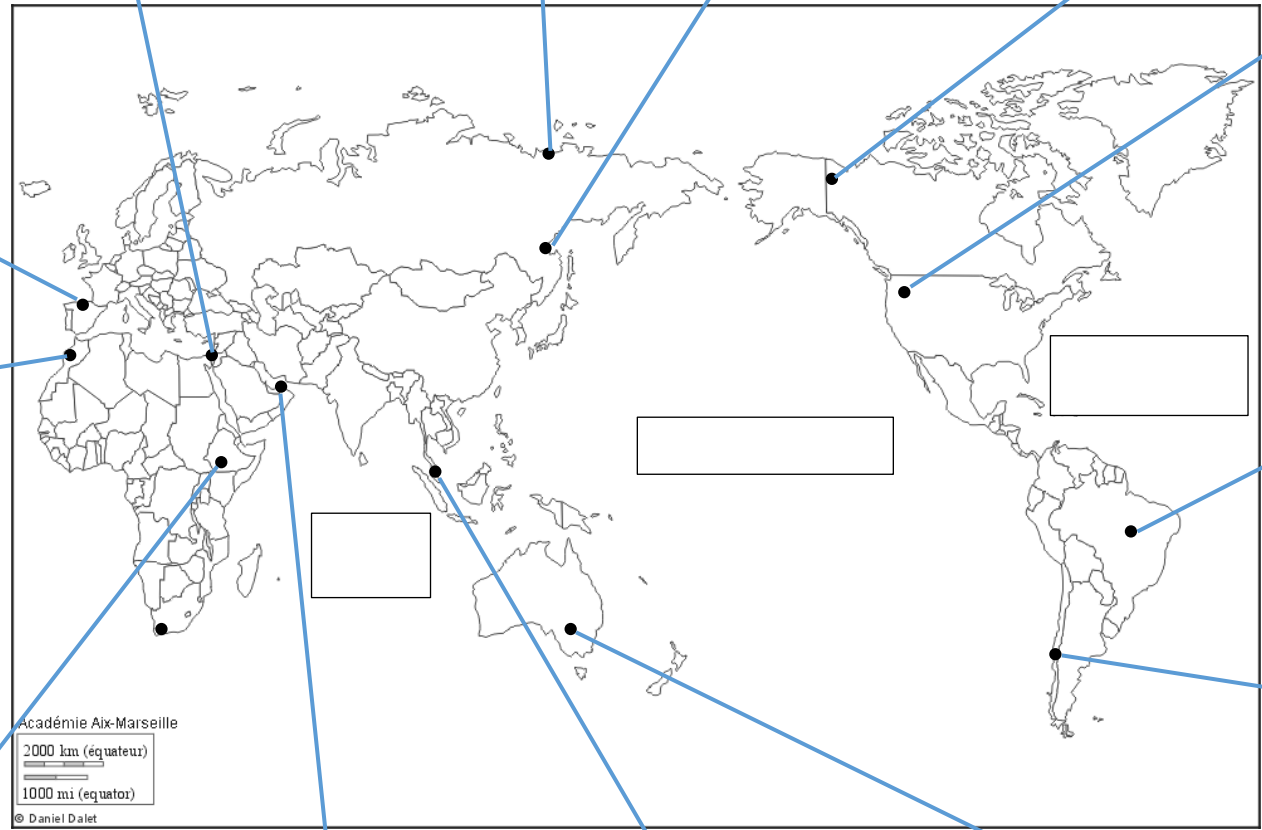 Académie Aix-Marseille
2000 km (équateur)
1000 mi (equator)
© Daniel Dalet